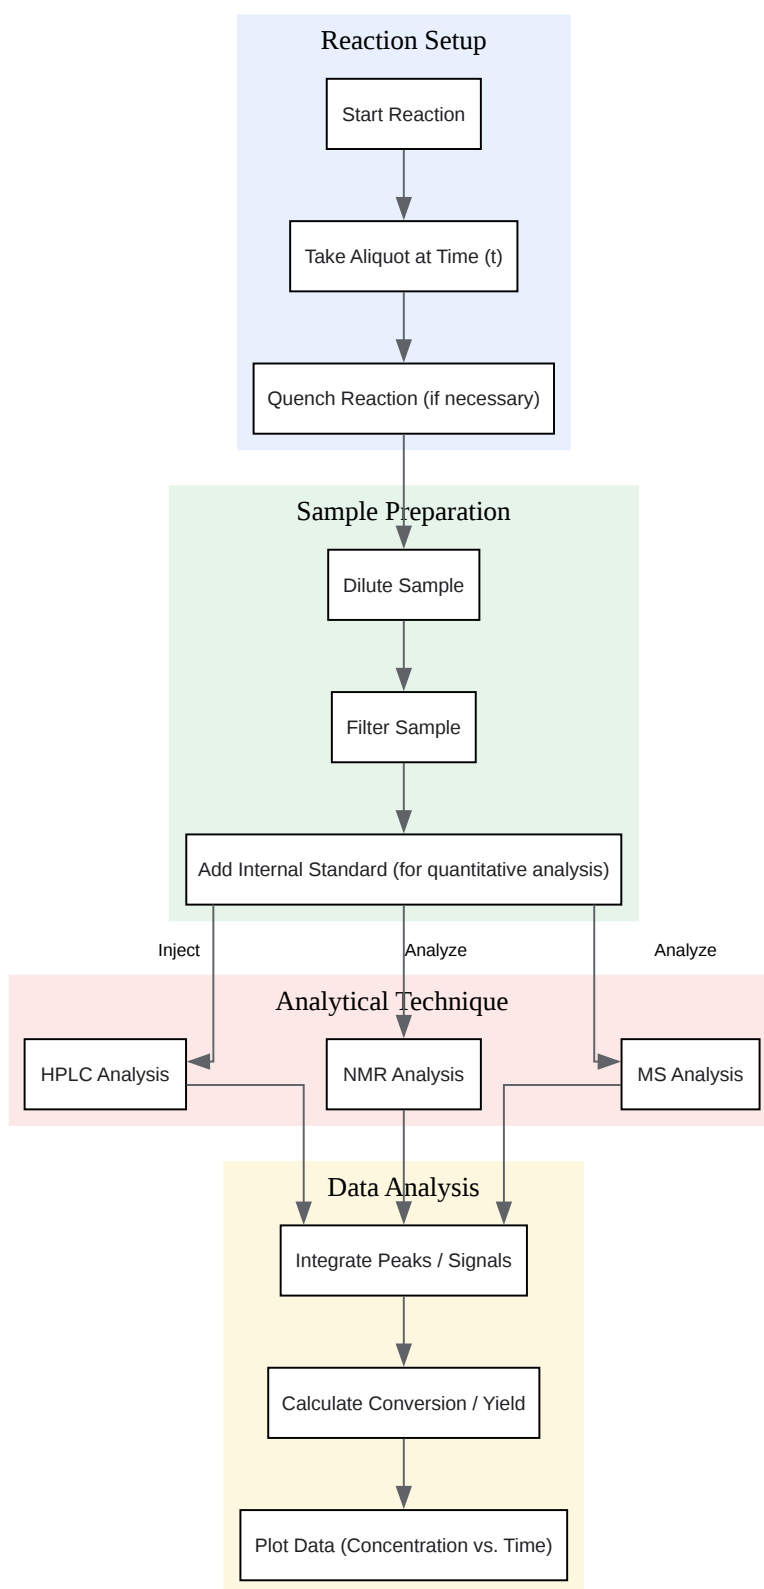 Reaction Setup
Start Reaction
Take Aliquot at Time (t)
Quench Reaction (if necessary)
Sample Preparation
Dilute Sample
Filter Sample
Add Internal Standard (for quantitative analysis)
Inject
Analyze
Analyze
Analytical Technique
HPLC Analysis
NMR Analysis
MS Analysis
Data Analysis
Integrate Peaks / Signals
Calculate Conversion / Yield
Plot Data (Concentration vs. Time)